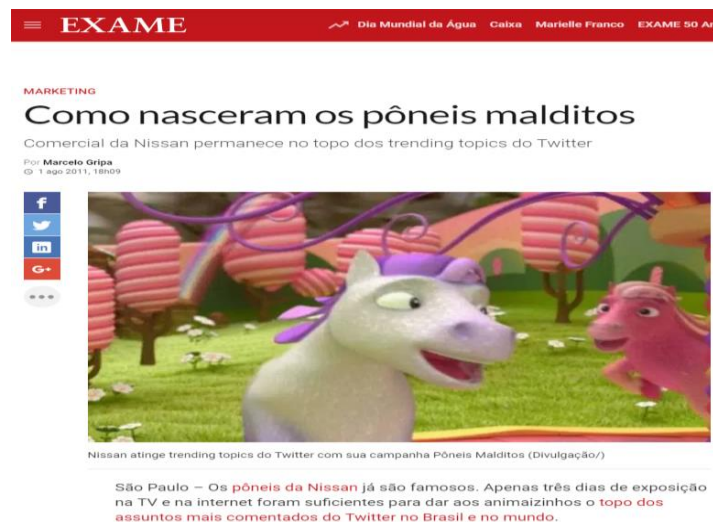 EXAME
Dia Mundial da Água Caixa Marielle Franco EXAME 50 A
MARKETING
Como nasceram os pôneis malditos
Comercial da Nissan permanece no topo dos trending topics do Twitter
Por Marcelo Gripa
1 ago 2011, 18h09
f
in
G+
Nissan atinge trending topics do Twitter com sua campanha Pôneis Malditos (Divulgação/)
São Paulo – Os pôneis da Nissan já são famosos. Apenas três dias de exposição
na TV e na internet foram suficientes para dar aos animaizinhos o topo dos
assuntos mais comentados do Twitter no Brasil e no mundo.